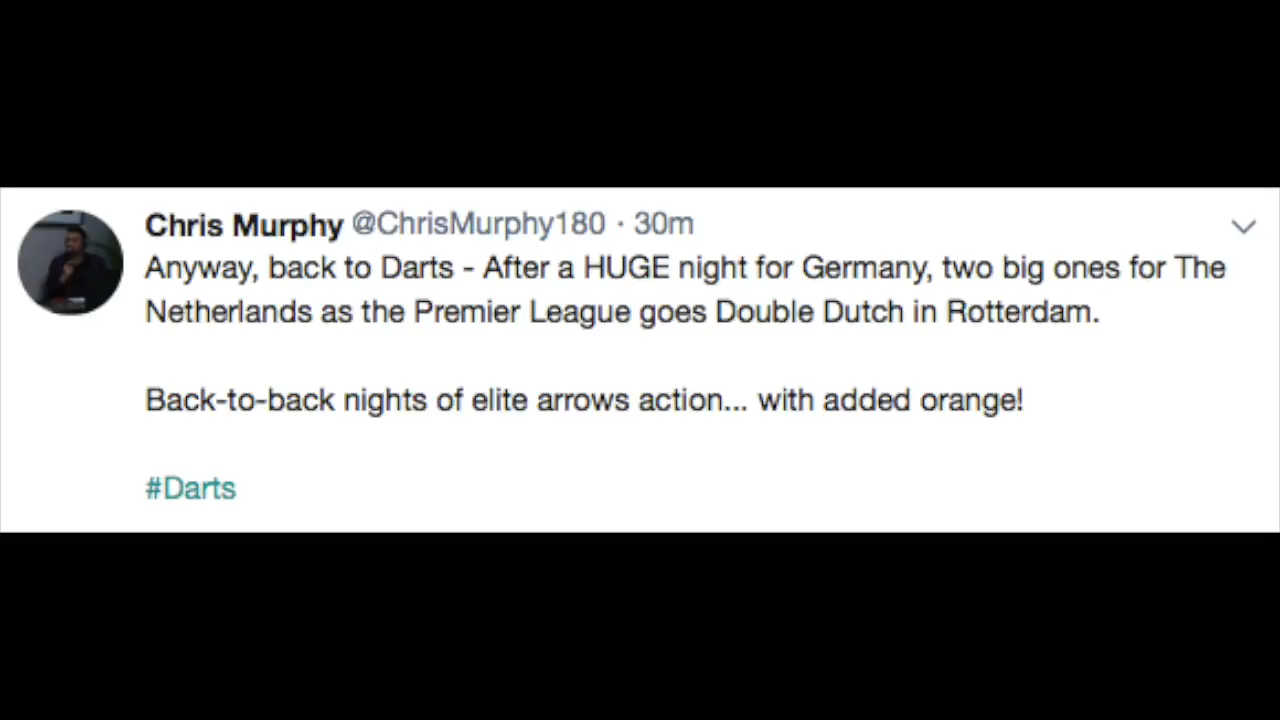 Chris Murphy @ChrisMurphy180 · 30m
Anyway, back to Darts - After a HUGE night for Germany, two big ones for The
Netherlands as the Premier League goes Double Dutch in Rotterdam.
Back-to-back nights of elite arrows action... with added orange!
#Darts